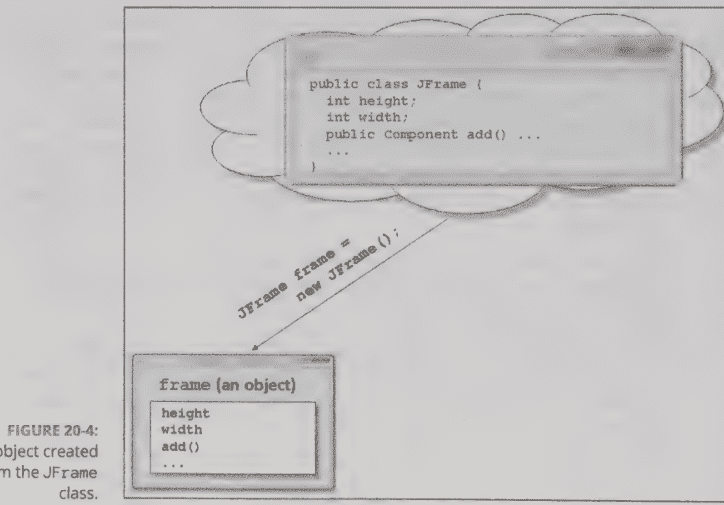 public class JFrame {
int height;
int width;
public Component add() ...
...
}
JFrame frame =
new JFrame();
frame (an object)
height
width
add()
...
FIGURE 20-4:
object created
m the JFrame
class.